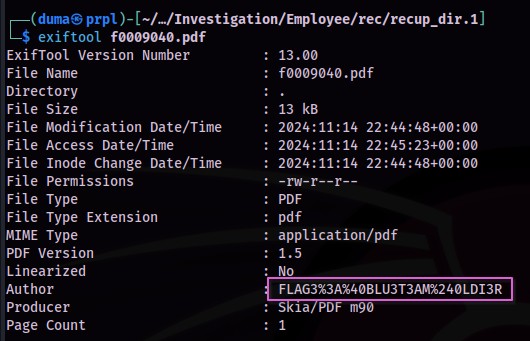 ┌──(duma㉿prpl)-[~/…/Investigation/Employee/rec/recup_dir.1]
└─$ exiftool f0009040.pdf
ExifTool Version Number : 13.00
File Name : f0009040.pdf
Directory : .
File Size : 13 kB
File Modification Date/Time : 2024:11:14 22:44:48+00:00
File Access Date/Time : 2024:11:14 22:45:23+00:00
File Inode Change Date/Time : 2024:11:14 22:44:48+00:00
File Permissions : -rw-r--r--
File Type : PDF
File Type Extension : pdf
MIME Type : application/pdf
PDF Version : 1.5
Linearized : No
Author : FLAG3%3A%40BLU3T3AM%240LDI3R
Producer : Skia/PDF m90
Page Count : 1